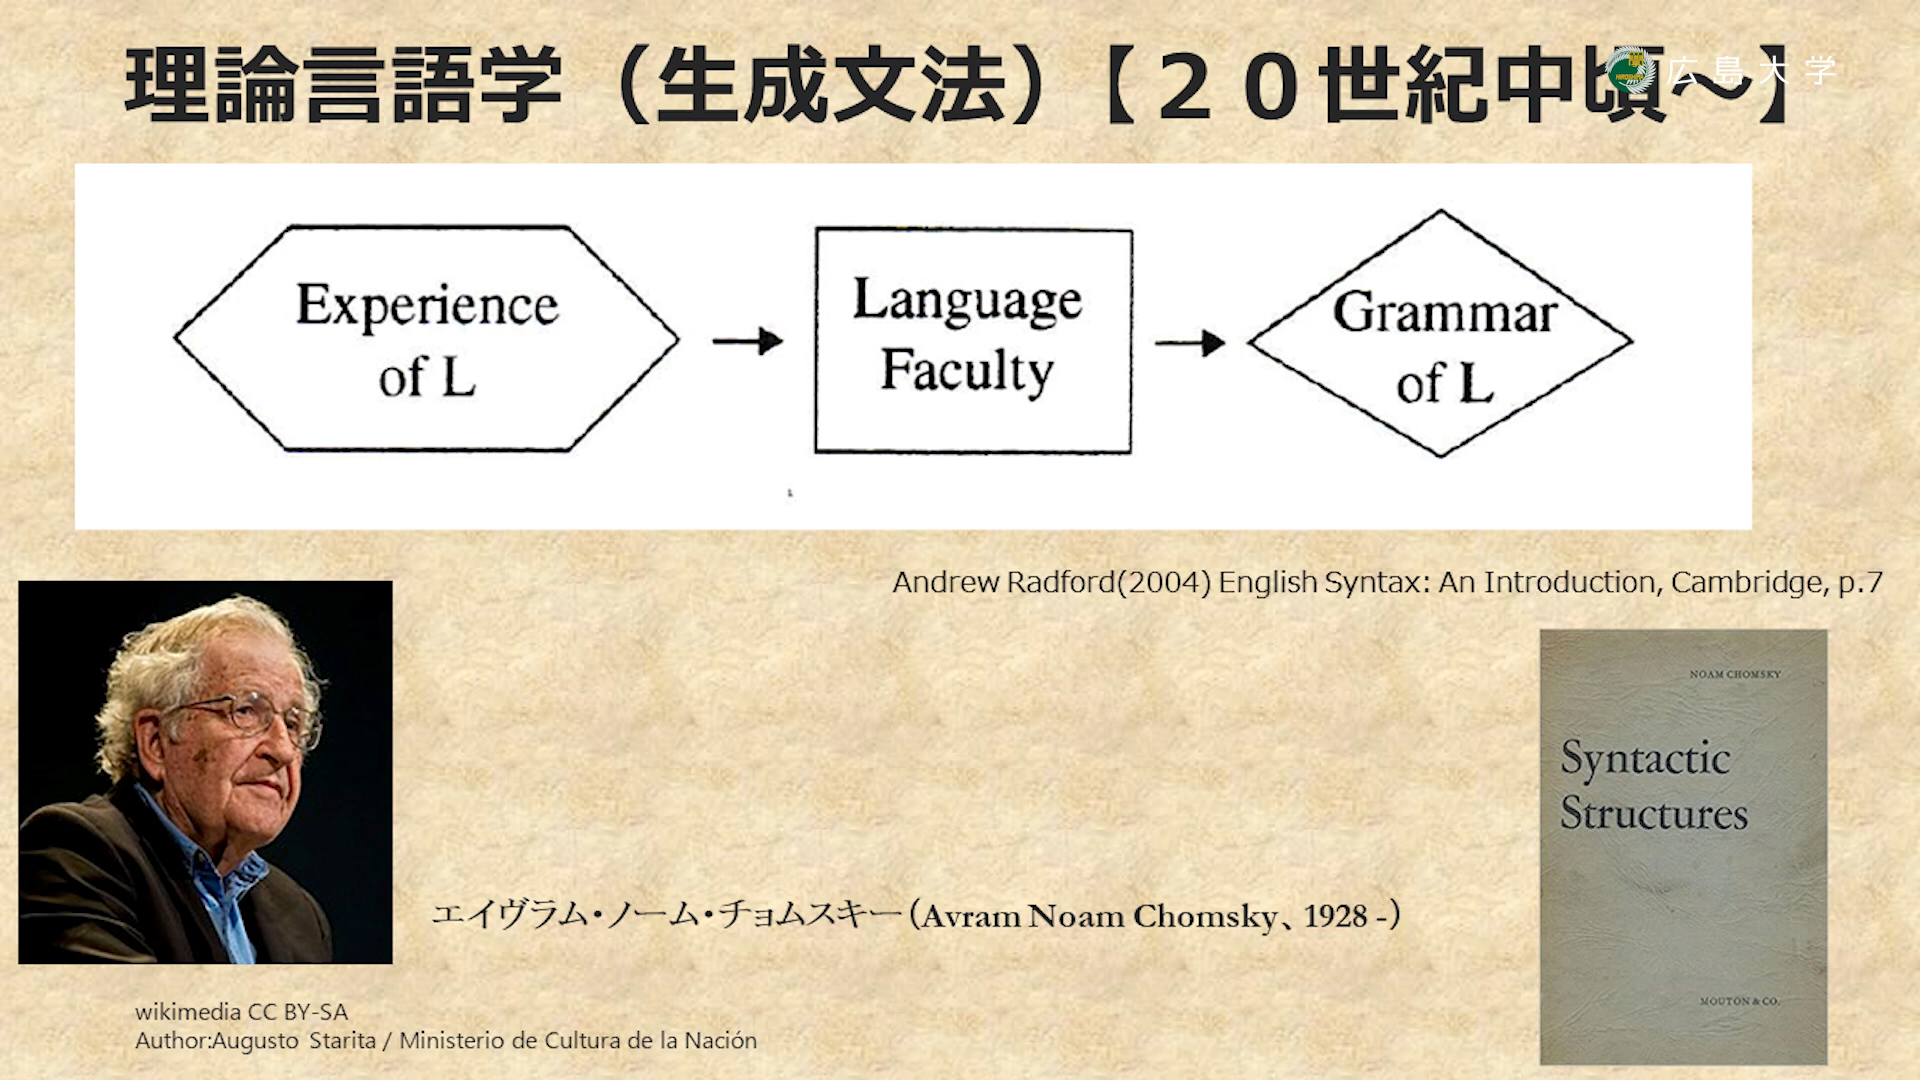 理論言語学（生成文法）【２０世紀中頃～】
広島大学
Experience
of L
Language
Faculty
Grammar
of L
Andrew Radford(2004) English Syntax: An Introduction, Cambridge, p.7
NOAM CHOMSKY
Syntactic
Structures
MOUTON & CO.
エイヴラム・ノーム・チョムスキー（Avram Noam Chomsky、1928 -）
wikimedia CC BY-SA
Author:Augusto Starita / Ministerio de Cultura de la Nación